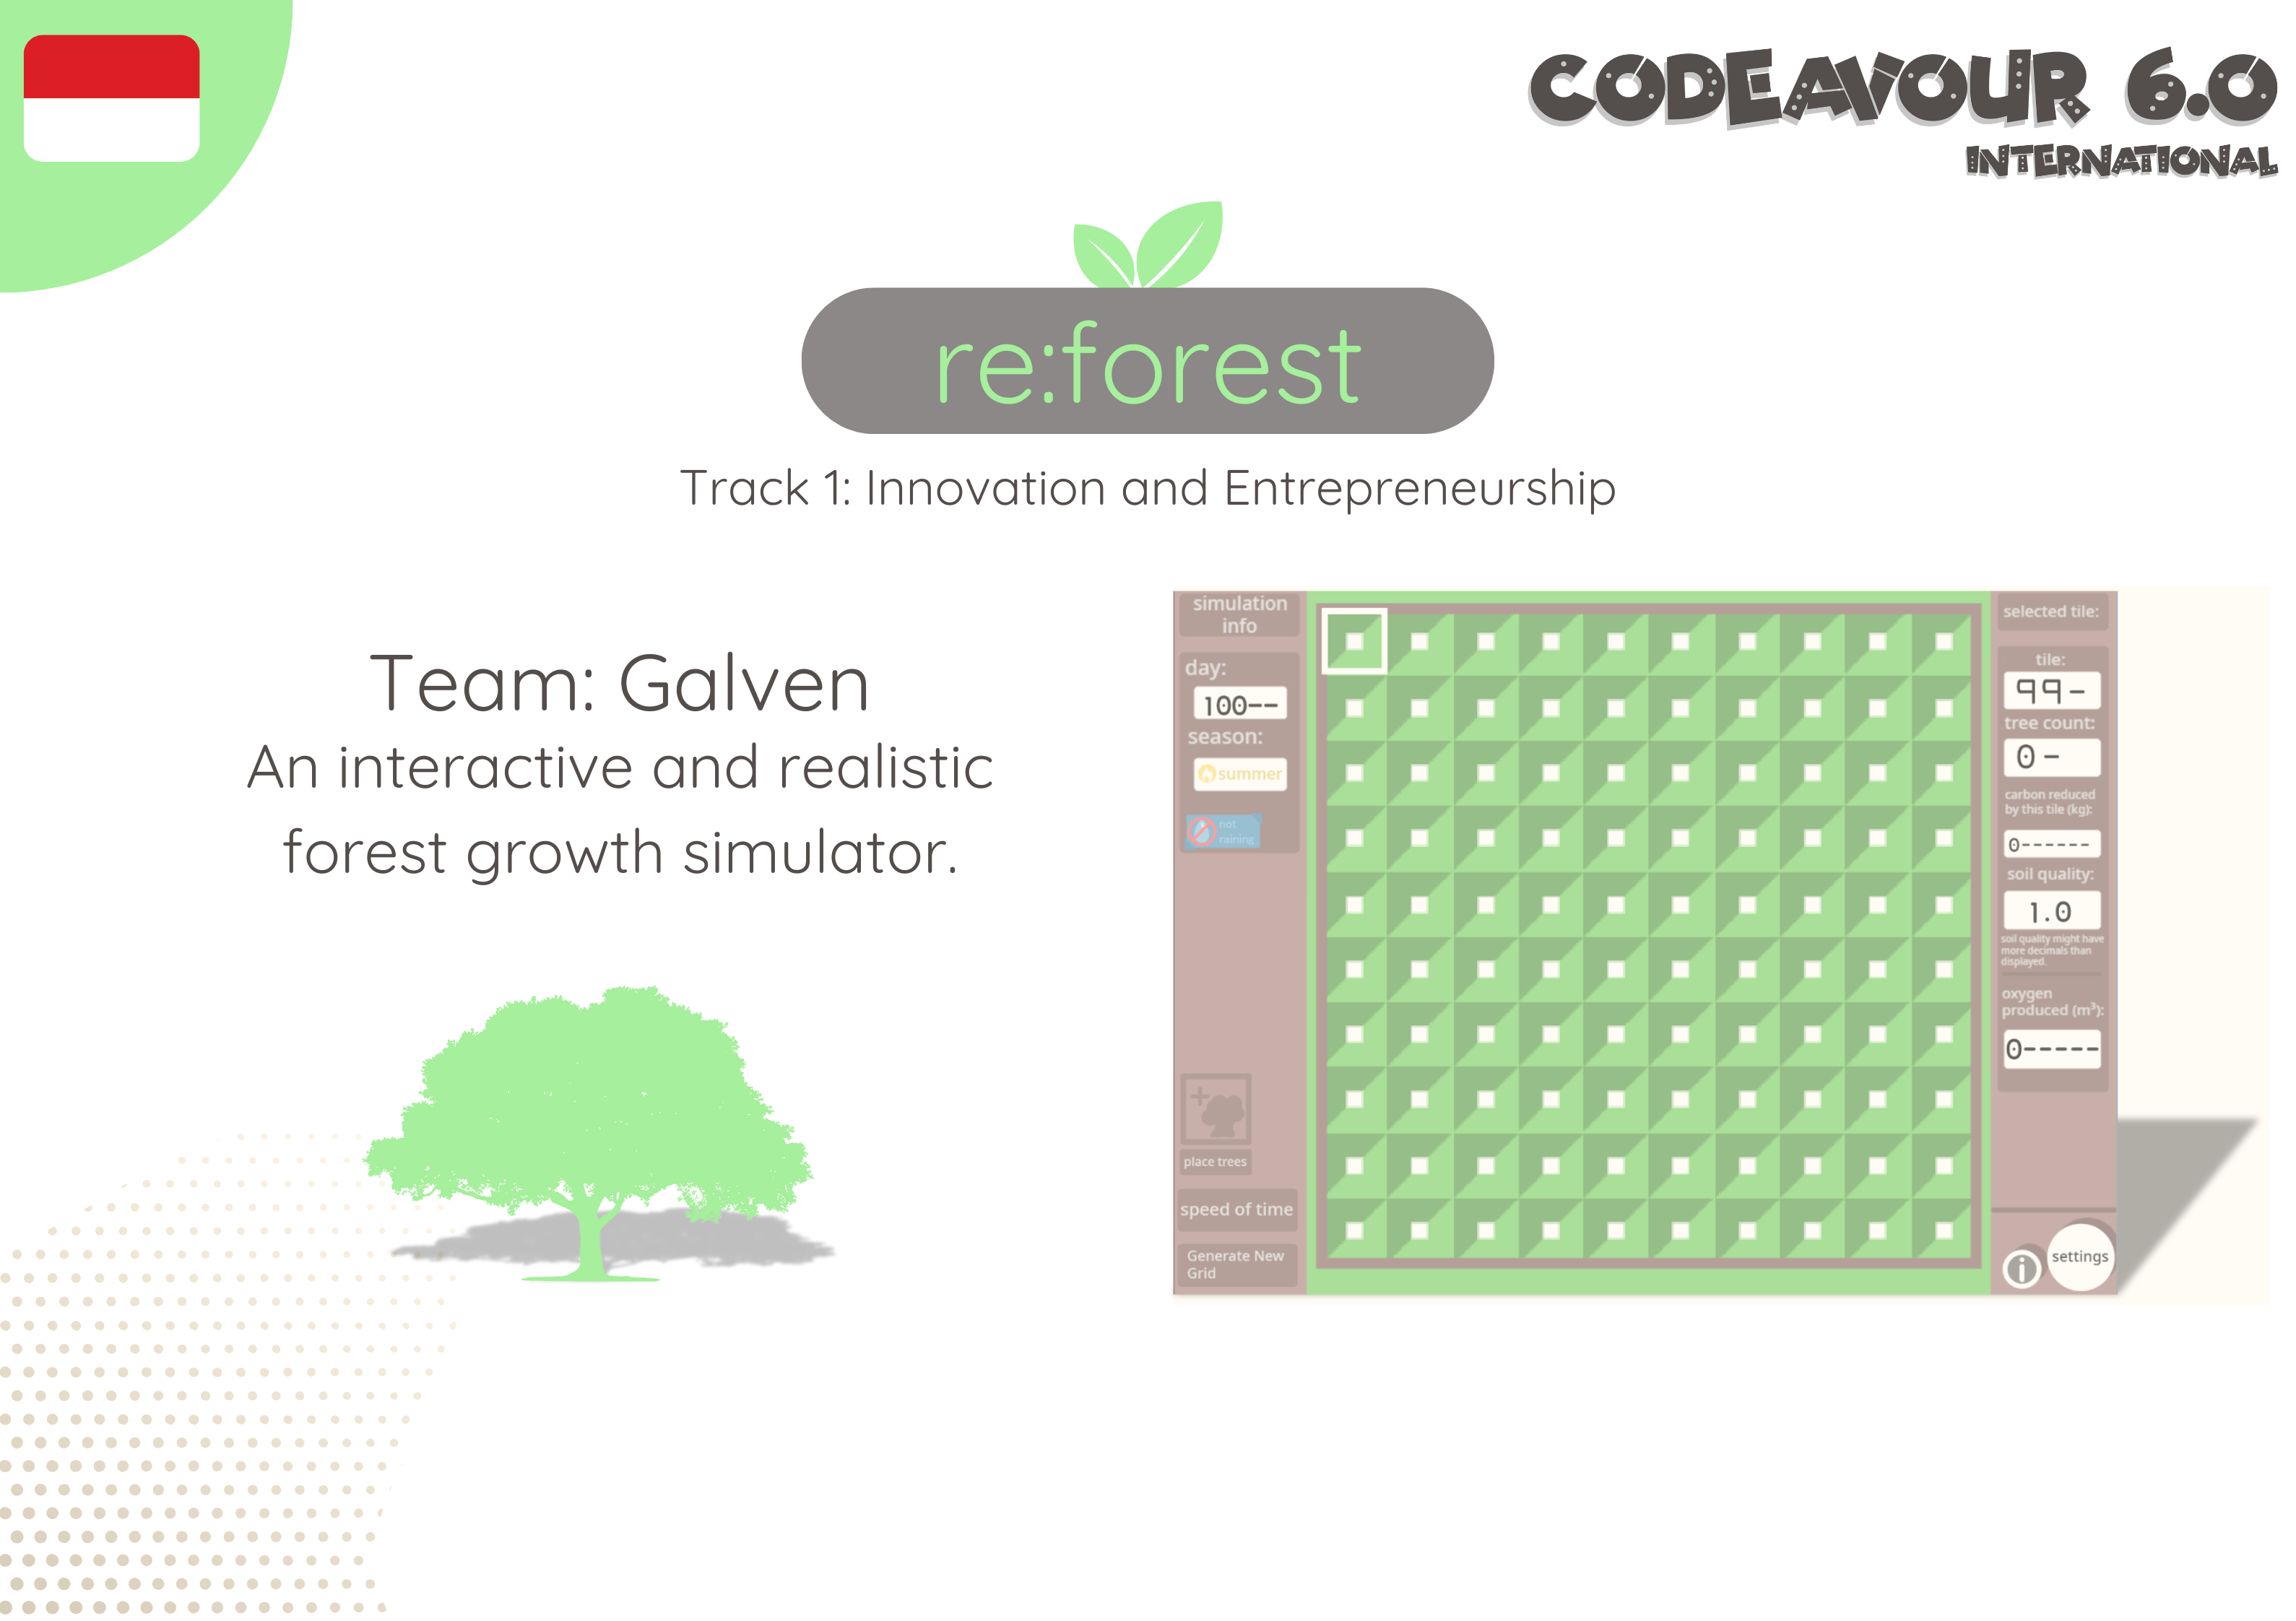 CODEAVOUR 6.0
INTERNATIONAL
re:forest
Track 1: Innovation and Entrepreneurship
Team: Galven
An interactive and realistic
forest growth simulator.
simulation
info
day:
100--
season:
summer
not
raining
place trees
speed of time
Generate New
Grid
selected tile:
tile:
99-
tree count:
0-
carbon reduced
by this tile (kg):
0------
soil quality:
1.0
soil quality might have
more decimals than
displayed.
oxygen
produced (m³):
0-----
i
settings